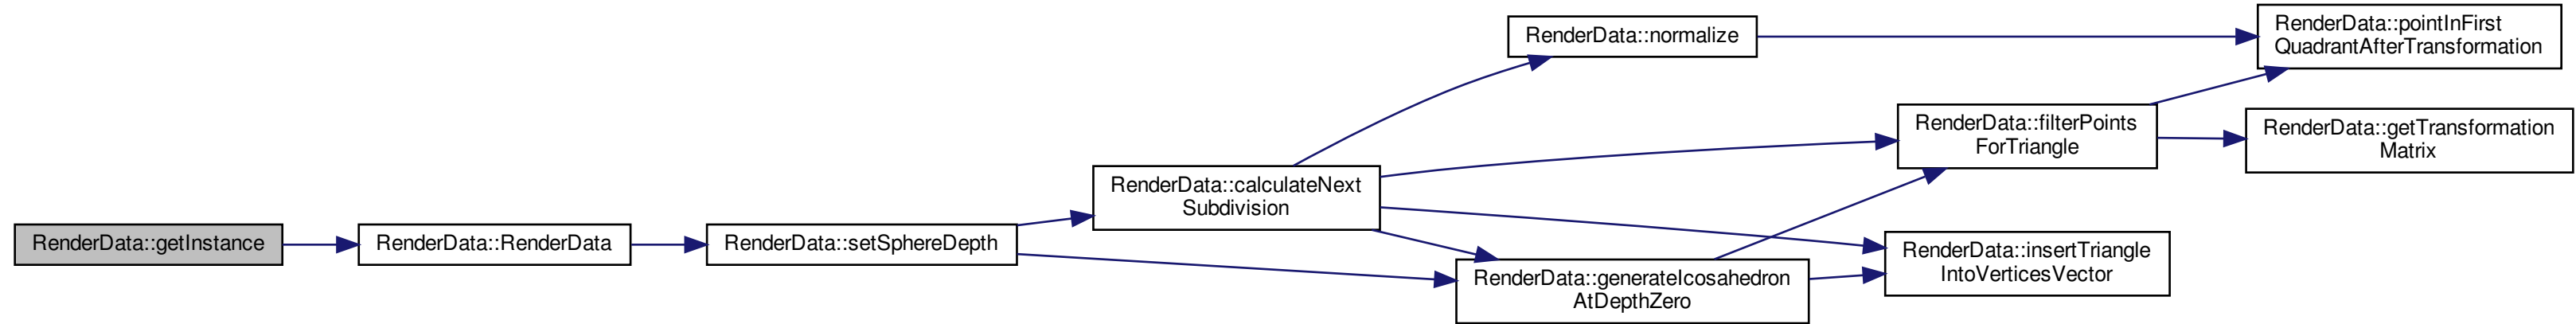 RenderData::getInstance
RenderData::RenderData
RenderData::setSphereDepth
RenderData::calculateNext
Subdivision
RenderData::normalize
RenderData::generateIcosahedron
AtDepthZero
RenderData::filterPoints
ForTriangle
RenderData::insertTriangle
IntoVerticesVector
RenderData::pointInFirst
QuadrantAfterTransformation
RenderData::getTransformation
Matrix